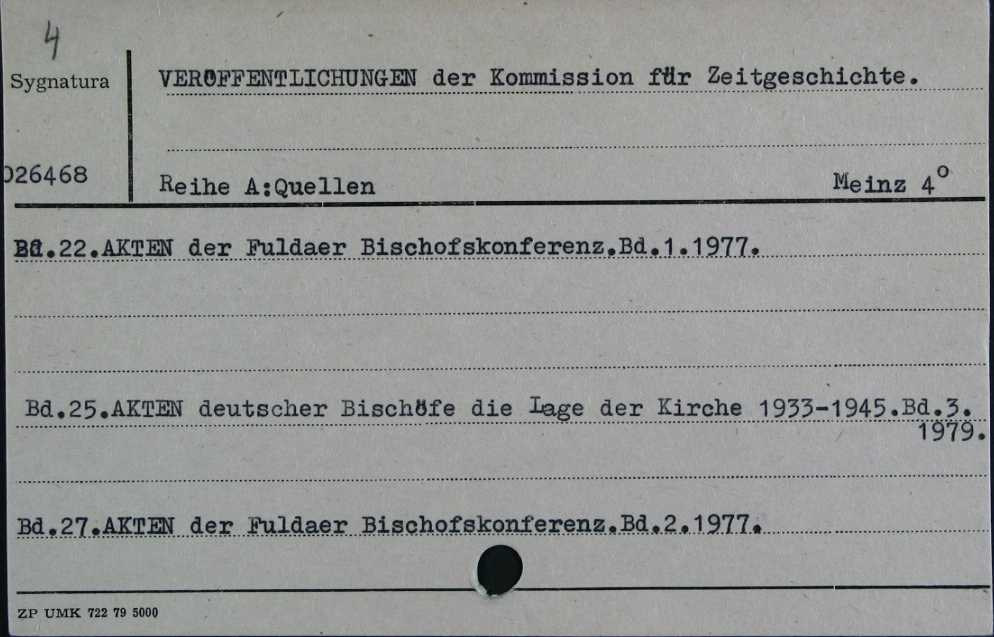 4
Sygnatura
VERÖFFENTLICHUNGEN der Kommission für Zeitgeschichte.
026468
Reihe A:Quellen Meinz 4°
Bd.22.AKTEN der Fuldaer Bischofskonferenz.Bd.1.1977.
Bd.25.AKTEN deutscher Bischöfe die Lage der Kirche 1933-1945.Bd.3.
1979.
Bd.27.AKTEN der Fuldaer Bischofskonferenz.Bd.2.1977.
ZP UMK 722 79 5000